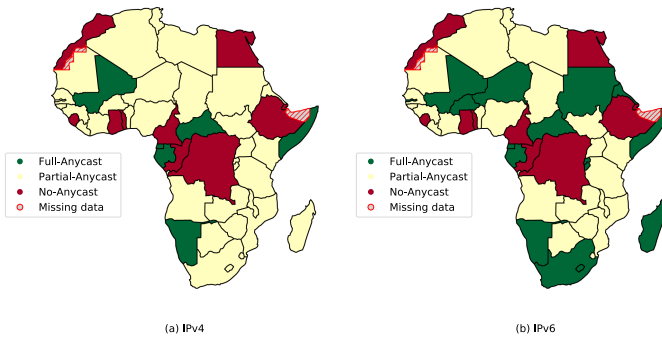 Full-Anycast
Partial-Anycast
No-Anycast
Missing data
Full-Anycast
Partial-Anycast
No-Anycast
Missing data
(a) IPv4
(b) IPv6